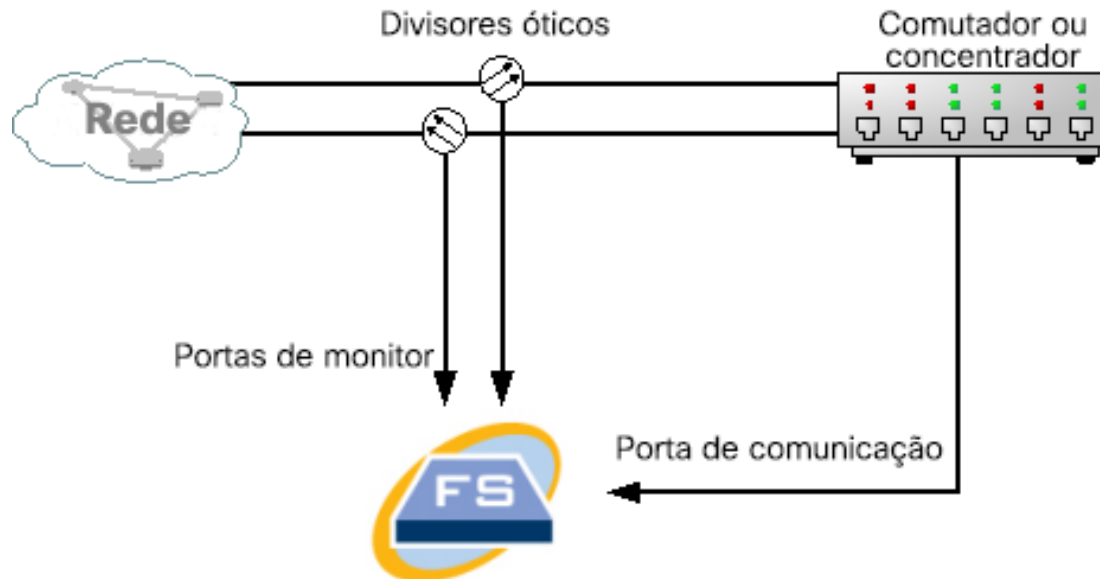 Divisores óticos
Comutador ou
concentrador
Rede
Portas de monitor
Porta de comunicação
FS